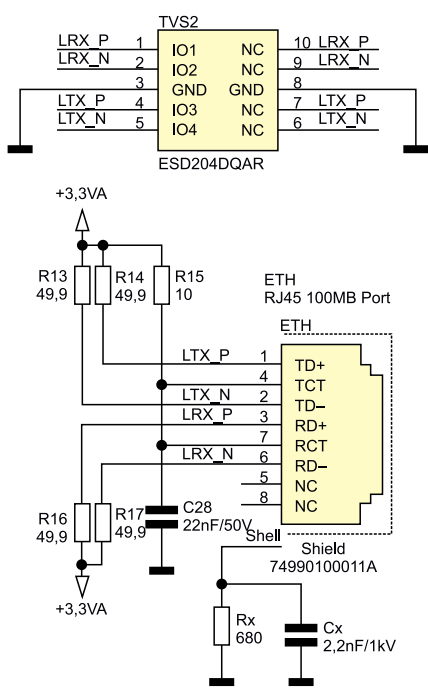 TVS2
LRX_P 1 IO1 NC 10 LRX_P
LRX_N 2 IO2 NC 9 LRX_N
3 GND GND 8
LTX_P 4 IO3 NC 7 LTX_P
LTX_N 5 IO4 NC 6 LTX_N
ESD204DQAR
+3,3VA
R13
49,9
R14
49,9
R15
10
ETH
RJ45 100MB Port
ETH
LTX_P 1 TD+
4 TCT
LTX_N 2 TD–
LRX_P 3 RD+
7 RCT
LRX_N 6 RD–
5 NC
8 NC
R16
49,9
R17
49,9
C28
22nF/50V
+3,3VA
Shell
Shield
74990100011A
Rx
680
Cx
2,2nF/1kV